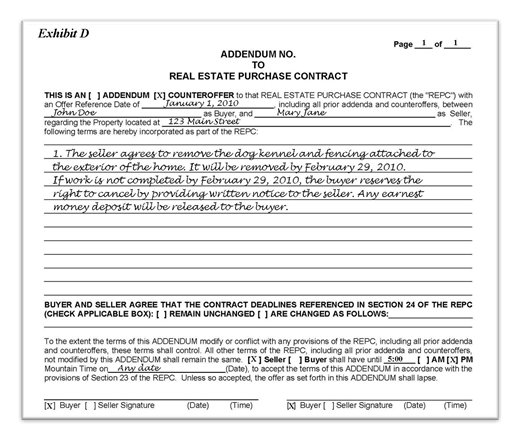 Exhibit D
Page 1 of 1
ADDENDUM NO.
TO
REAL ESTATE PURCHASE CONTRACT
THIS IS AN [ ] ADDENDUM [X] COUNTEROFFER to that REAL ESTATE PURCHASE CONTRACT (the "REPC") with
an Offer Reference Date of January 1, 2010, including all prior addenda and counteroffers, between
John Doe as Buyer, and Mary Jane as Seller,
regarding the Property located at 123 Main Street. The
following terms are hereby incorporated as part of the REPC:
1. The seller agrees to remove the dog kennel and fencing attached to
the exterior of the home. It will be removed by February 29, 2010.
If work is not completed by February 29, 2010, the buyer reserves the
right to cancel by providing written notice to the seller. Any earnest
money deposit will be released to the buyer.
BUYER AND SELLER AGREE THAT THE CONTRACT DEADLINES REFERENCED IN SECTION 24 OF THE REPC
(CHECK APPLICABLE BOX): [ ] REMAIN UNCHANGED [ ] ARE CHANGED AS FOLLOWS:
To the extent the terms of this ADDENDUM modify or conflict with any provisions of the REPC, including all prior addenda
and counteroffers, these terms shall control. All other terms of the REPC, including all prior addenda and counteroffers,
not modified by this ADDENDUM shall remain the same. [X ] Seller [ ] Buyer shall have until 5:00 [ ] AM [X] PM
Mountain Time on Any date (Date), to accept the terms of this ADDENDUM in accordance with the
provisions of Section 23 of the REPC. Unless so accepted, the offer as set forth in this ADDENDUM shall lapse.
[X] Buyer [ ] Seller Signature (Date) (Time) [X] Buyer [ ] Seller Signature (Date) (Time)